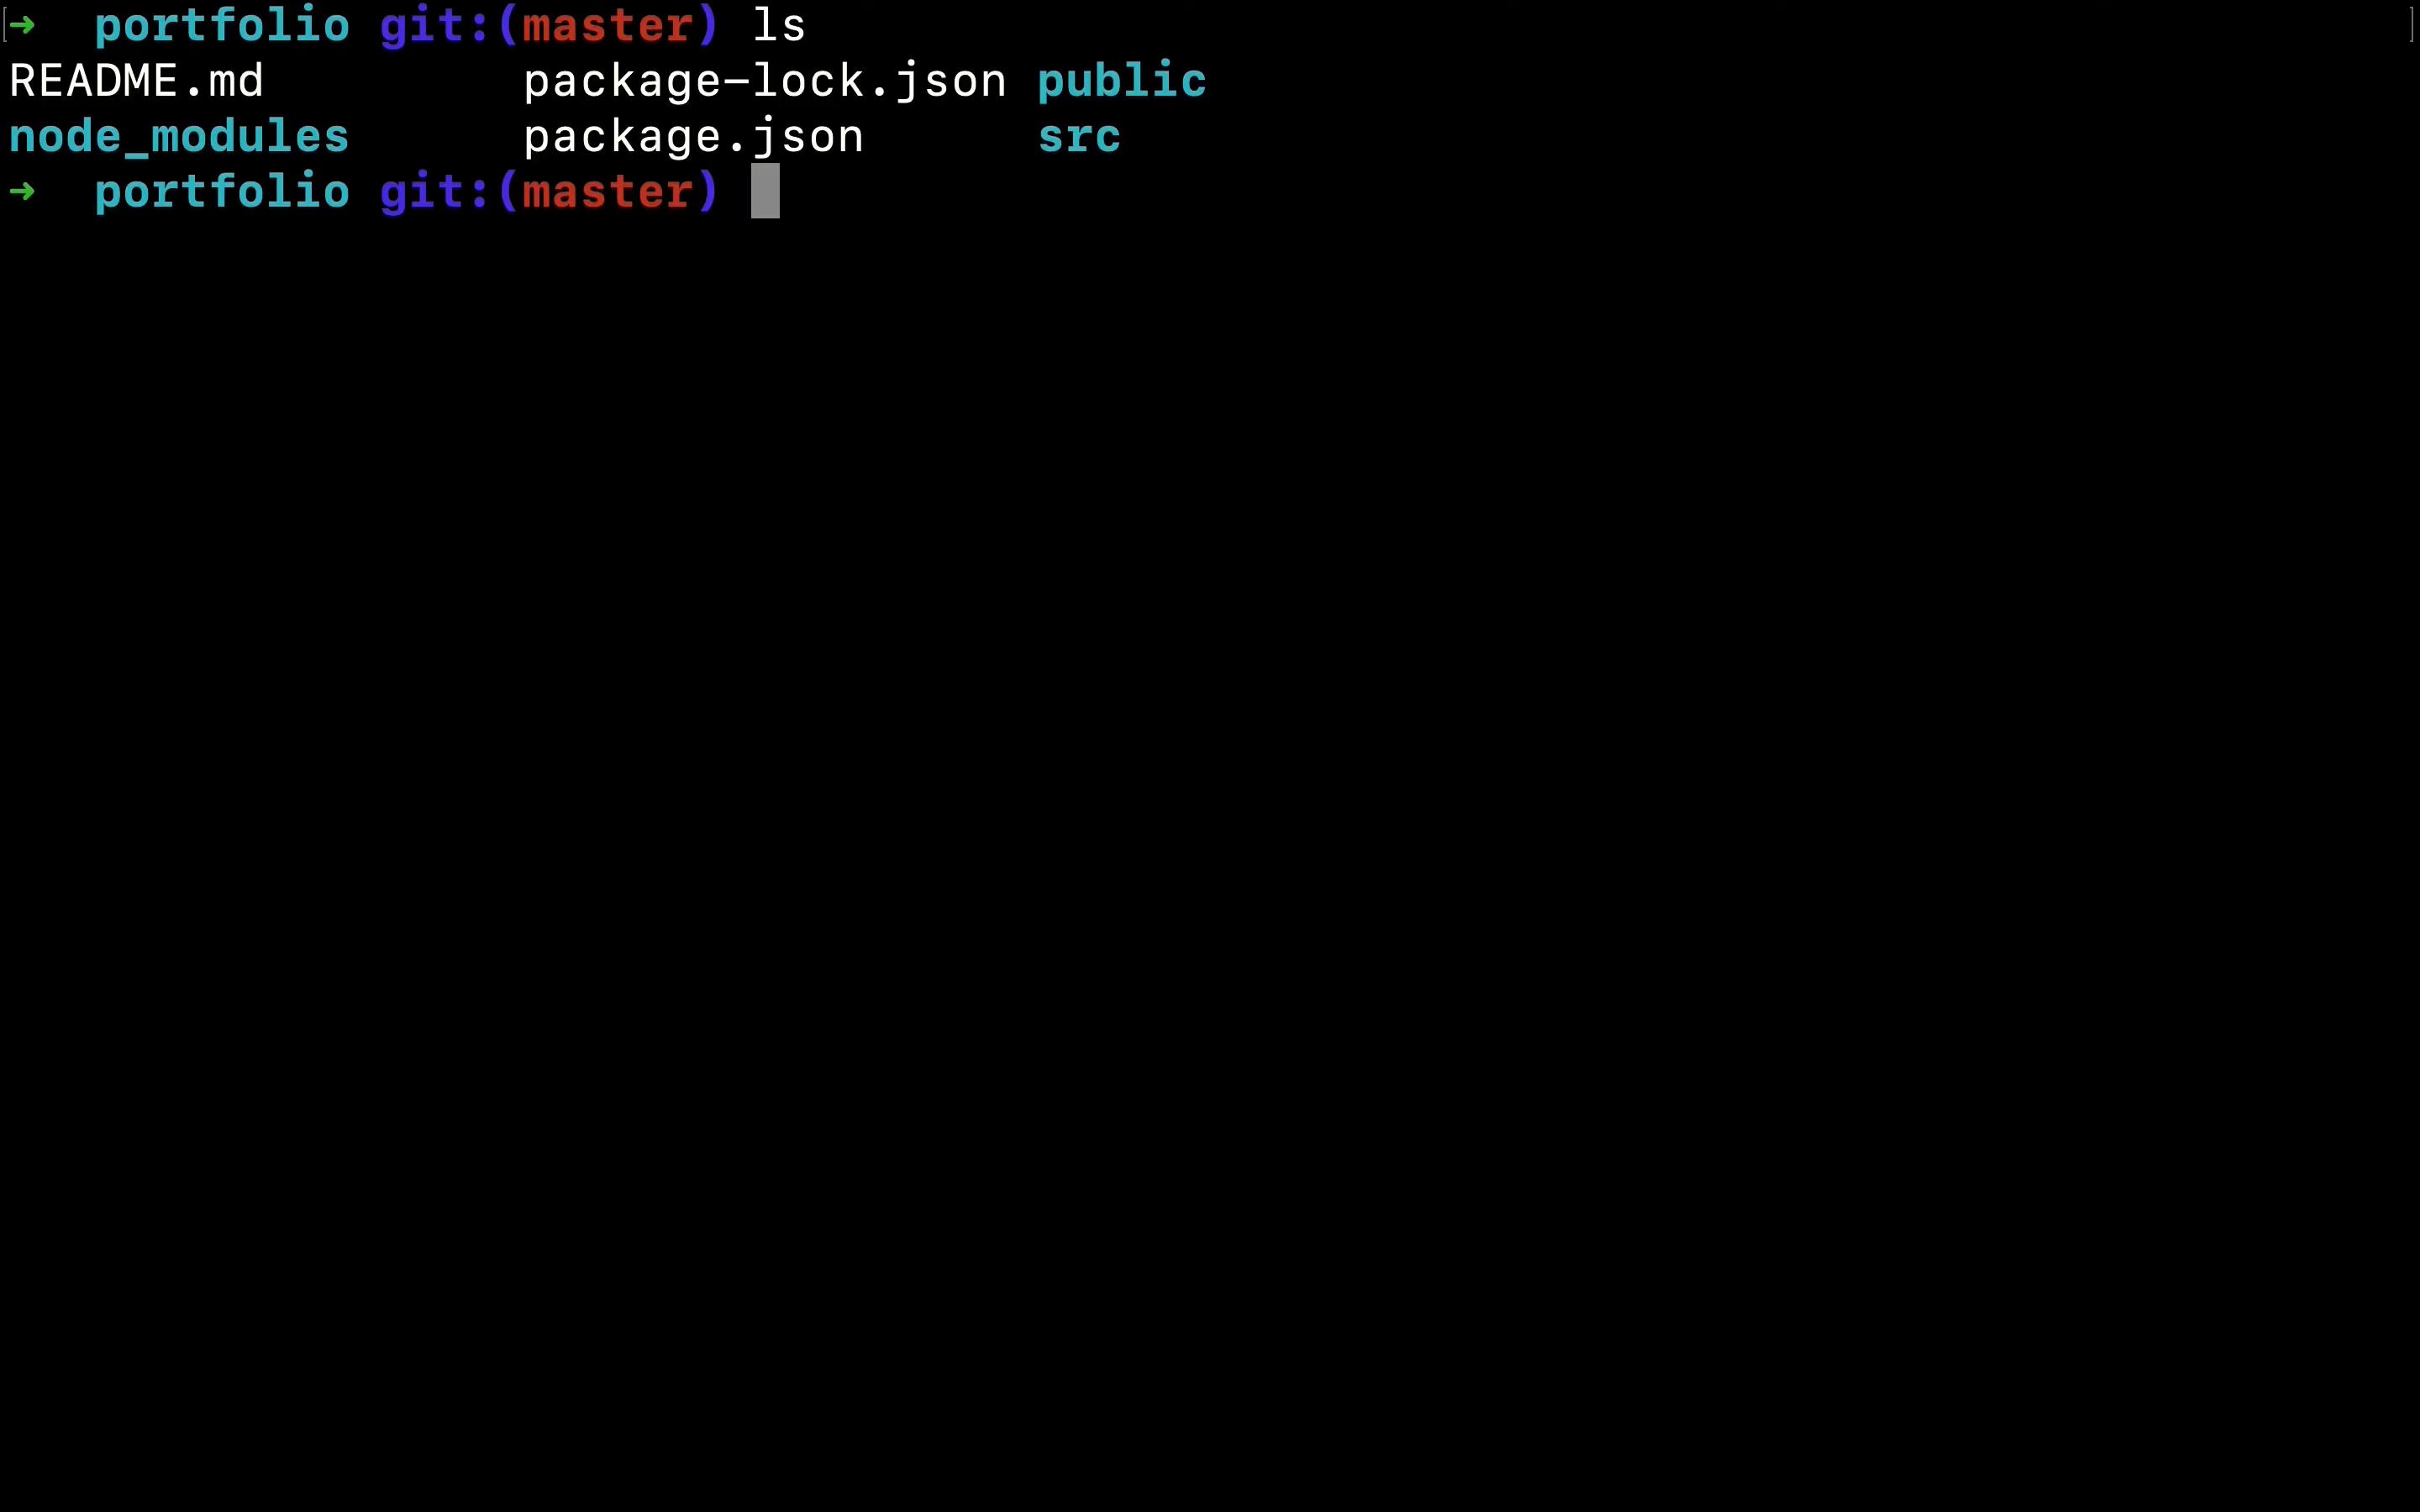 ➜  portfolio git:(master) ls
README.md         package-lock.json public
node_modules      package.json      src
➜  portfolio git:(master)